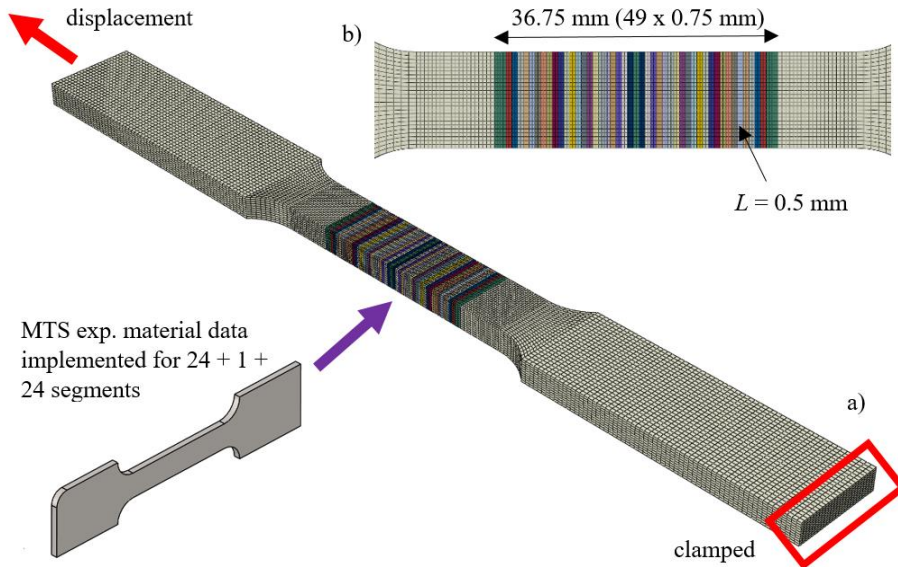 displacement
b)
36.75 mm (49 x 0.75 mm)
L = 0.5 mm
MTS exp. material data
implemented for 24 + 1 +
24 segments
a)
clamped